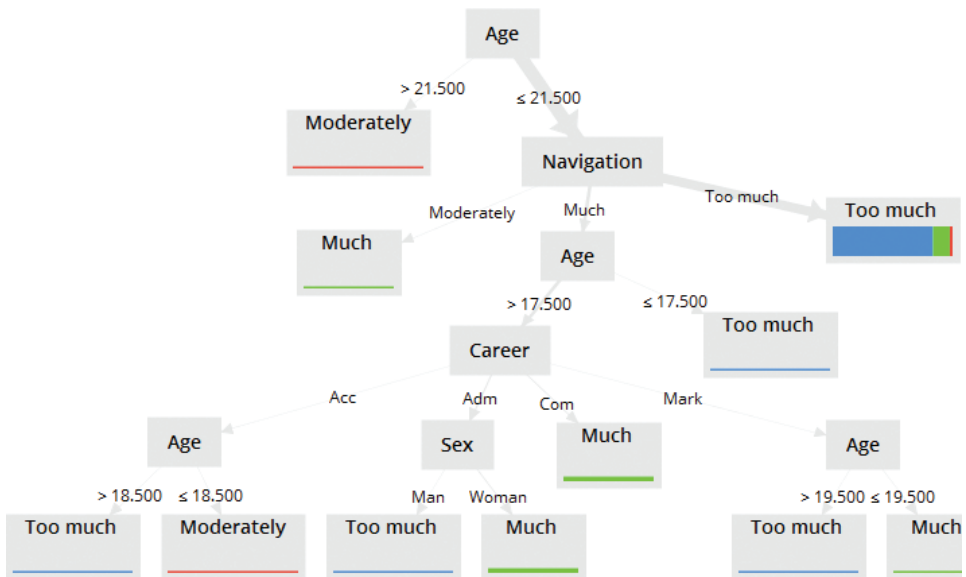 Age
> 21.500
≤ 21.500
Moderately
Navigation
Moderately
Much
Too much
Too much
Much
Age
> 17.500
≤ 17.500
Too much
Career
Acc
Adm
Com
Mark
Age
Sex
Much
Age
> 18.500
≤ 18.500
Man
Woman
> 19.500
≤ 19.500
Too much
Moderately
Too much
Much
Too much
Much